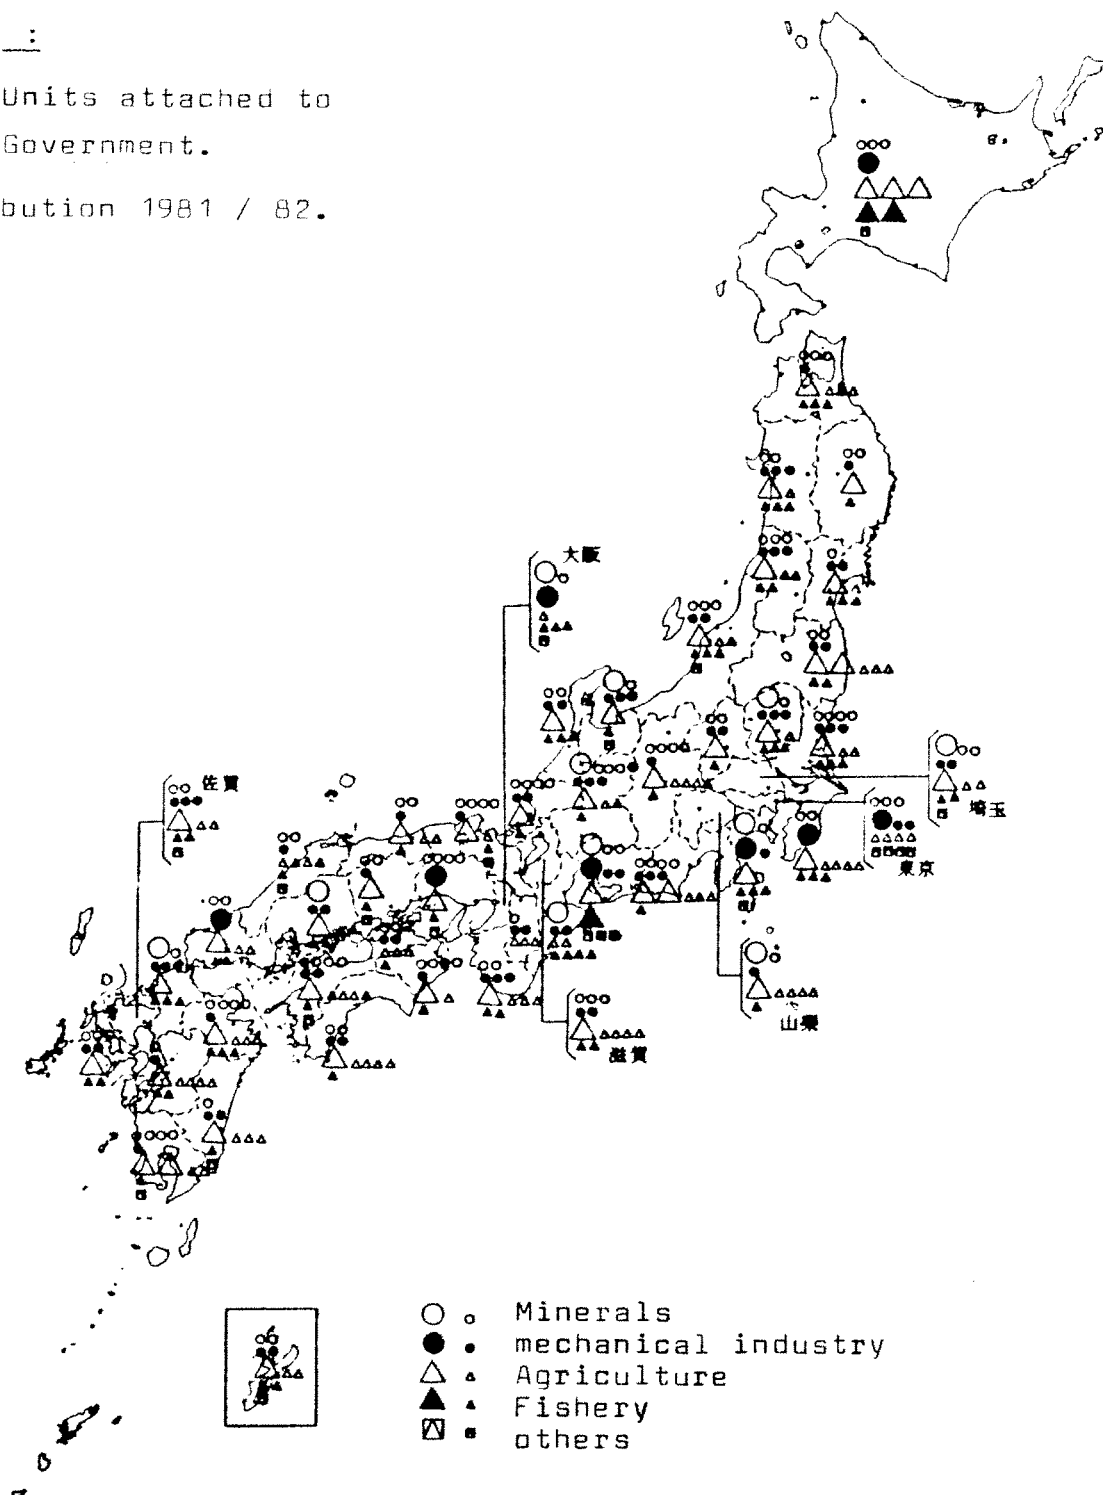 :
Units attached to
Government.
bution 1981 / 82.
大阪
佐賀
埼玉
東京
山梨
滋賀
Minerals
mechanical industry
Agriculture
Fishery
others